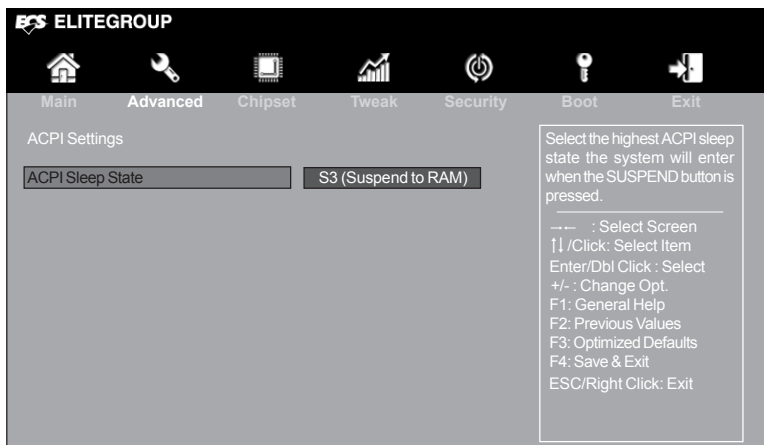 ECS ELITEGROUP
Main Advanced Chipset Tweak Security Boot Exit
ACPI Settings
ACPI Sleep State S3 (Suspend to RAM)
Select the highest ACPI sleep
state the system will enter
when the SUSPEND button is
pressed.
→← : Select Screen
↑↓/Click: Select Item
Enter/Dbl Click : Select
+/- : Change Opt.
F1: General Help
F2: Previous Values
F3: Optimized Defaults
F4: Save & Exit
ESC/Right Click: Exit